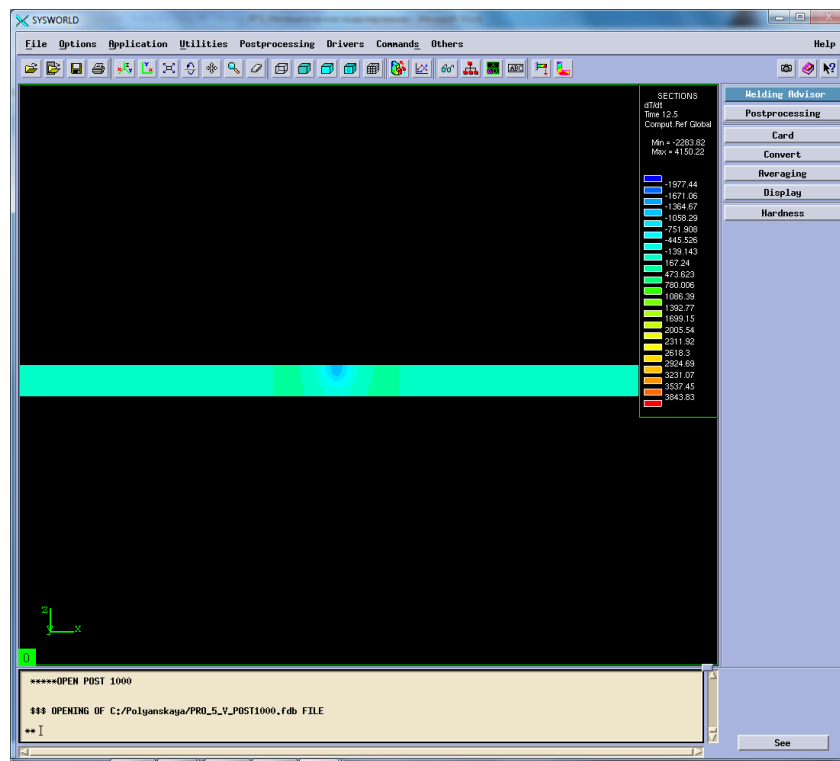 SYSWORLD
File Options Application Utilities Postprocessing Drivers Commands Others Help
ABC
SECTIONS
dT/dt
Time 12.5
Comput.Ref Global
Min = -2283.82
Max = 4150.22
-1977.44
-1671.06
-1364.67
-1058.29
-751.908
-445.526
-139.143
167.24
473.623
780.006
1086.39
1392.77
1699.15
2005.54
2311.92
2618.3
2924.69
3231.07
3537.45
3843.83
Welding Advisor
Postprocessing
Card
Convert
Averaging
Display
Hardness
Z
X
0
*****OPEN POST 1000
$$$ OPENING OF C:/Polyanskaya/PRO_5_V_POST1000.fdb FILE
**
See